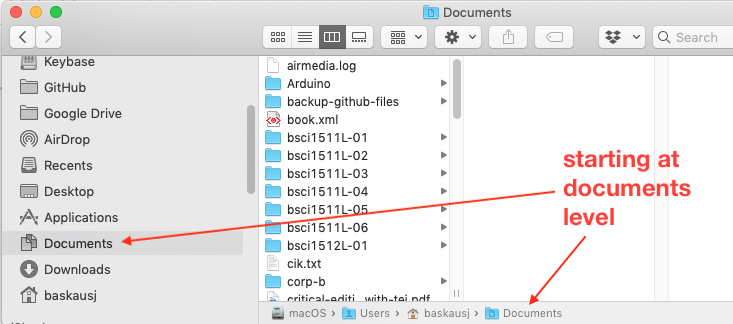 Documents
Search
Keybase
GitHub
Google Drive
AirDrop
Recents
Desktop
Applications
Documents
Downloads
baskausj
airmedia.log
Arduino
backup-github-files
book.xml
bsci1511L-01
bsci1511L-02
bsci1511L-03
bsci1511L-04
bsci1511L-05
bsci1511L-06
bsci1512L-01
cik.txt
corp-b
critical-editi...with-tei.pdf
starting at
documents
level
macOS › Users › baskausj › Documents